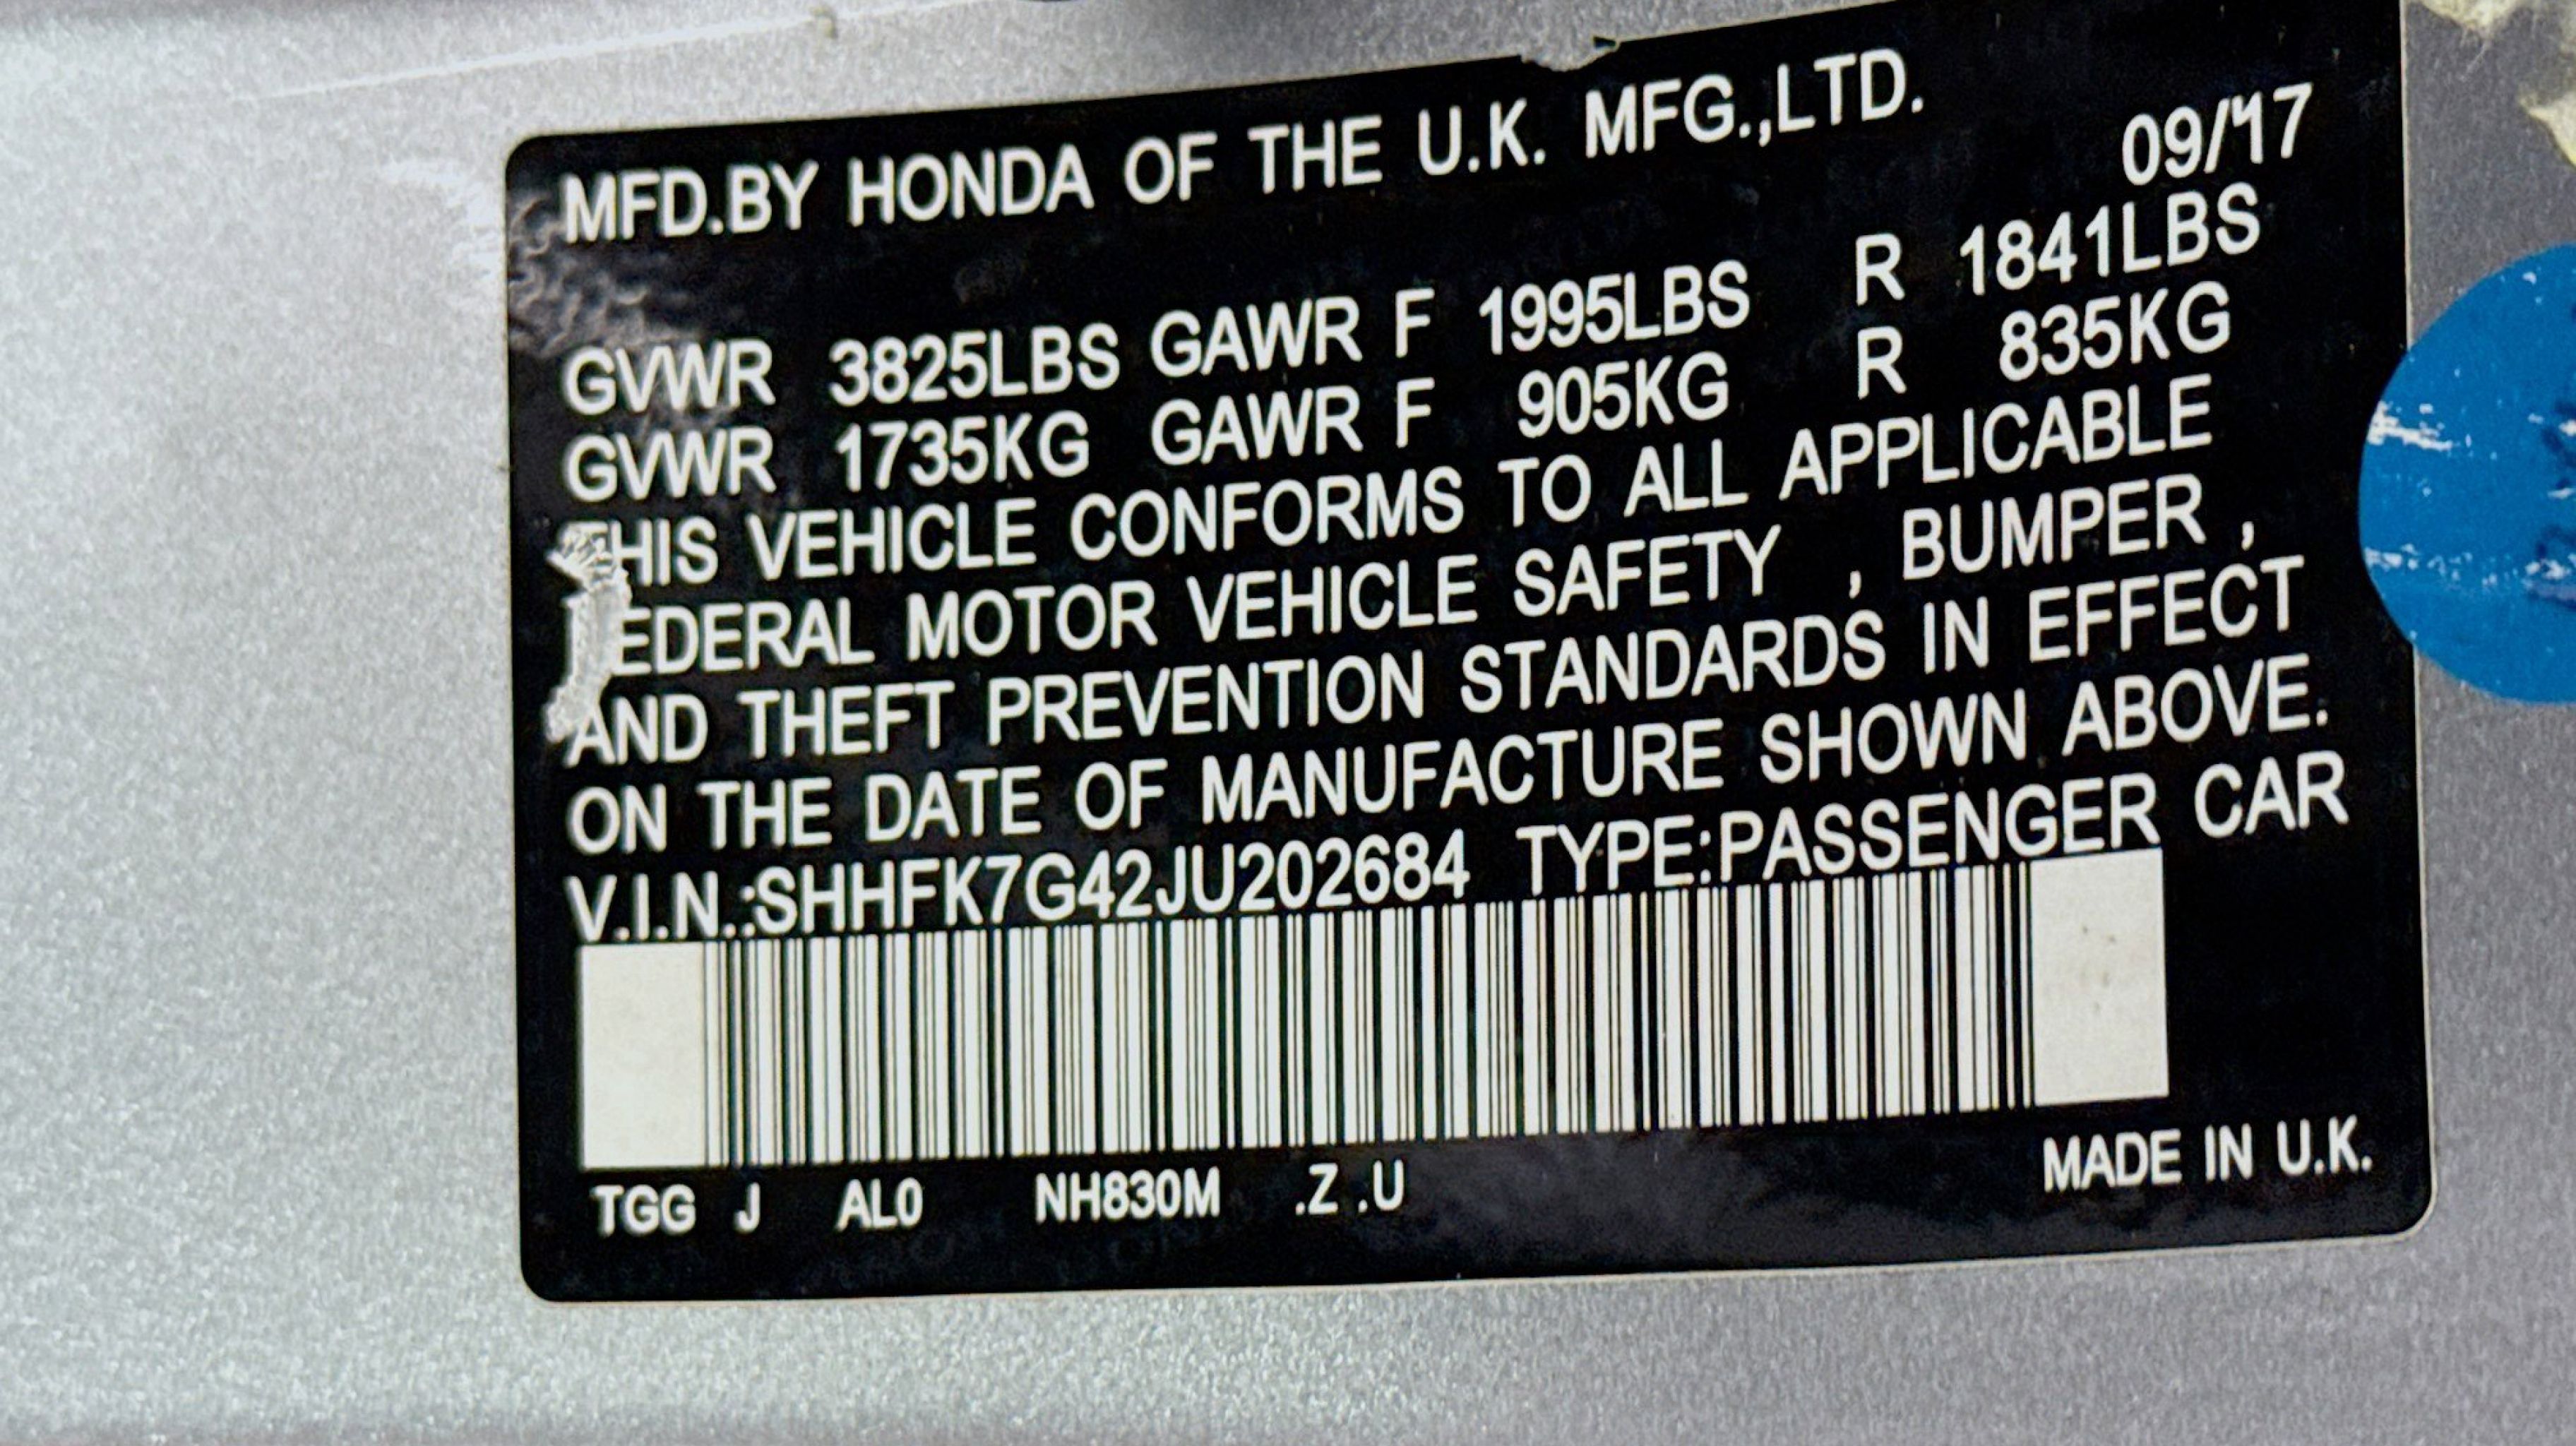 MFD.BY HONDA OF THE U.K. MFG.,LTD.
09/'17
GVWR 3825LBS GAWR F 1995LBS R 1841LBS
GVWR 1735KG GAWR F 905KG R 835KG
THIS VEHICLE CONFORMS TO ALL APPLICABLE
FEDERAL MOTOR VEHICLE SAFETY , BUMPER ,
AND THEFT PREVENTION STANDARDS IN EFFECT
ON THE DATE OF MANUFACTURE SHOWN ABOVE.
V.I.N.:SHHFK7G42JU202684 TYPE:PASSENGER CAR
TGG J AL0 NH830M .Z .U
MADE IN U.K.